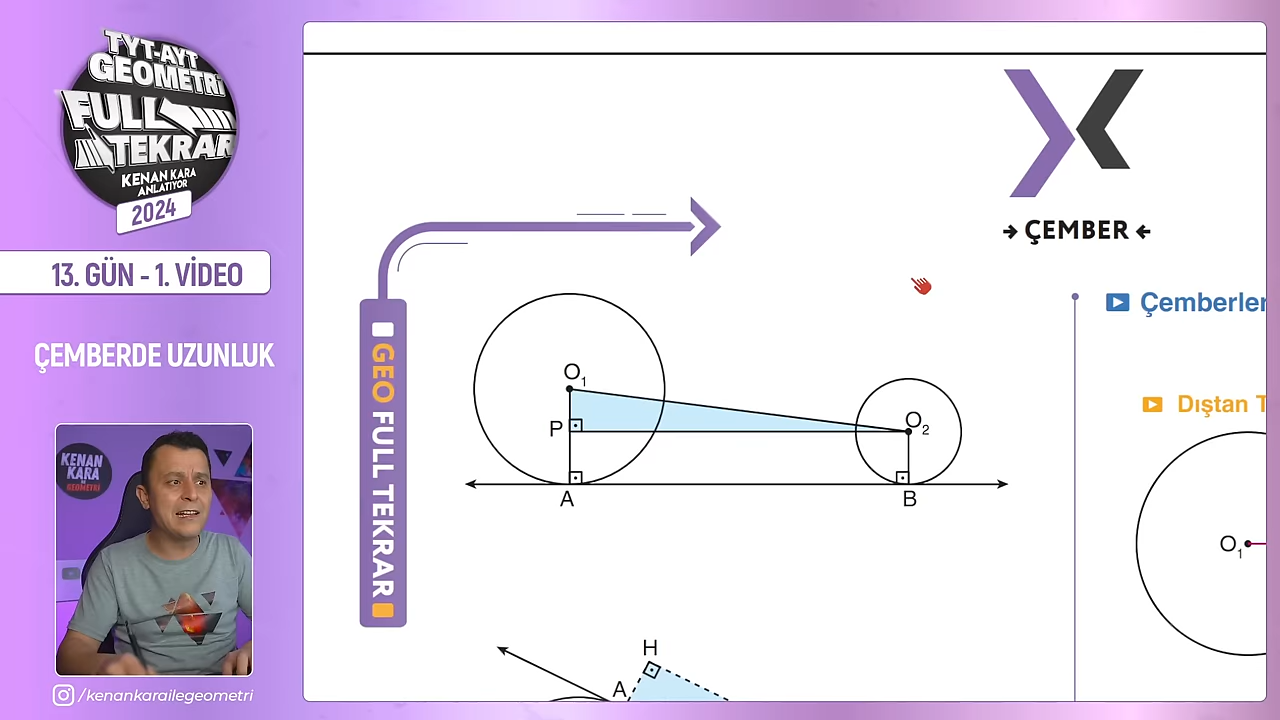 TYT-AYT
GEOMETRİ
FULL
TEKRAR
KENAN KARA
ANLATIYOR
2024
13. GÜN - 1. VİDEO
ÇEMBERDE UZUNLUK
KENAN
KARA
GEOMETRİ
/kenankarailegeometri
GEO FULL TEKRAR
ÇEMBER
O1
P
O2
A
B
H
A
Çemberler
Dıştan T
O1